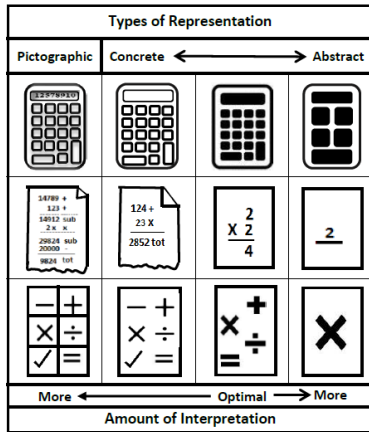 Types of Representation
Pictographic Concrete Abstract
12378910
14789 + 124 + 2 2
123 + 23 X X 2
14912 sub 2852 tot 4
2 x x
29824 sub
20000 -
9824 tot
− + − + +
× ÷ × ÷ × ÷ ×
✓ = ✓ = =
More Optimal More
Amount of Interpretation